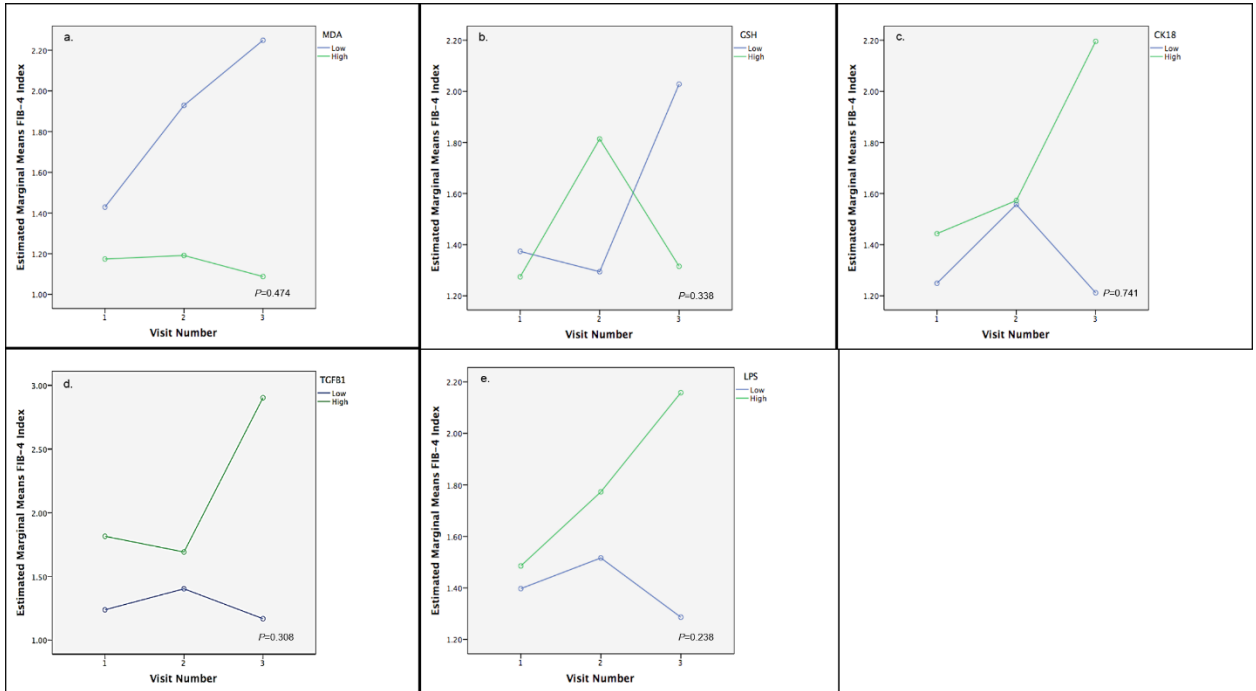 a.
MDA
Low
High
Estimated Marginal Means FIB-4 Index
2.20
2.00
1.80
1.60
1.40
1.20
1.00
P=0.474
1 2 3
Visit Number
b.
GSH
Low
High
Estimated Marginal Means FIB-4 Index
2.20
2.00
1.80
1.60
1.40
1.20
P=0.338
1 2 3
Visit Number
c.
CK18
Low
High
Estimated Marginal Means FIB-4 Index
2.20
2.00
1.80
1.60
1.40
1.20
P=0.741
1 2 3
Visit Number
d.
TGFB1
Low
High
Estimated Marginal Means FIB-4 Index
3.00
2.50
2.00
1.50
1.00
P=0.308
1 2 3
Visit Number
e.
LPS
Low
High
Estimated Marginal Means FIB-4 Index
2.20
2.00
1.80
1.60
1.40
1.20
P=0.238
1 2 3
Visit Number